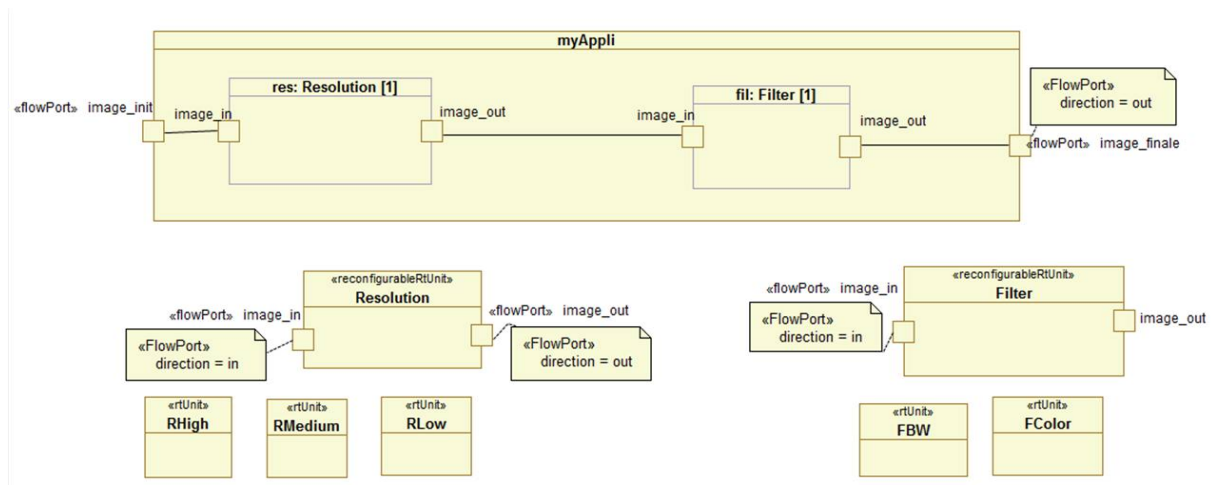 myAppli
«flowPort» image_init
image_in
res: Resolution [1]
image_out
image_in
fil: Filter [1]
image_out
«FlowPort»
direction = out
«flowPort» image_finale
«reconfigurableRtUnit»
Resolution
«flowPort» image_in
«FlowPort»
direction = in
«flowPort» image_out
«FlowPort»
direction = out
«reconfigurableRtUnit»
Filter
«flowPort» image_in
«FlowPort»
direction = in
image_out
«rtUnit»
RHigh
«rtUnit»
RMedium
«rtUnit»
RLow
«rtUnit»
FBW
«rtUnit»
FColor